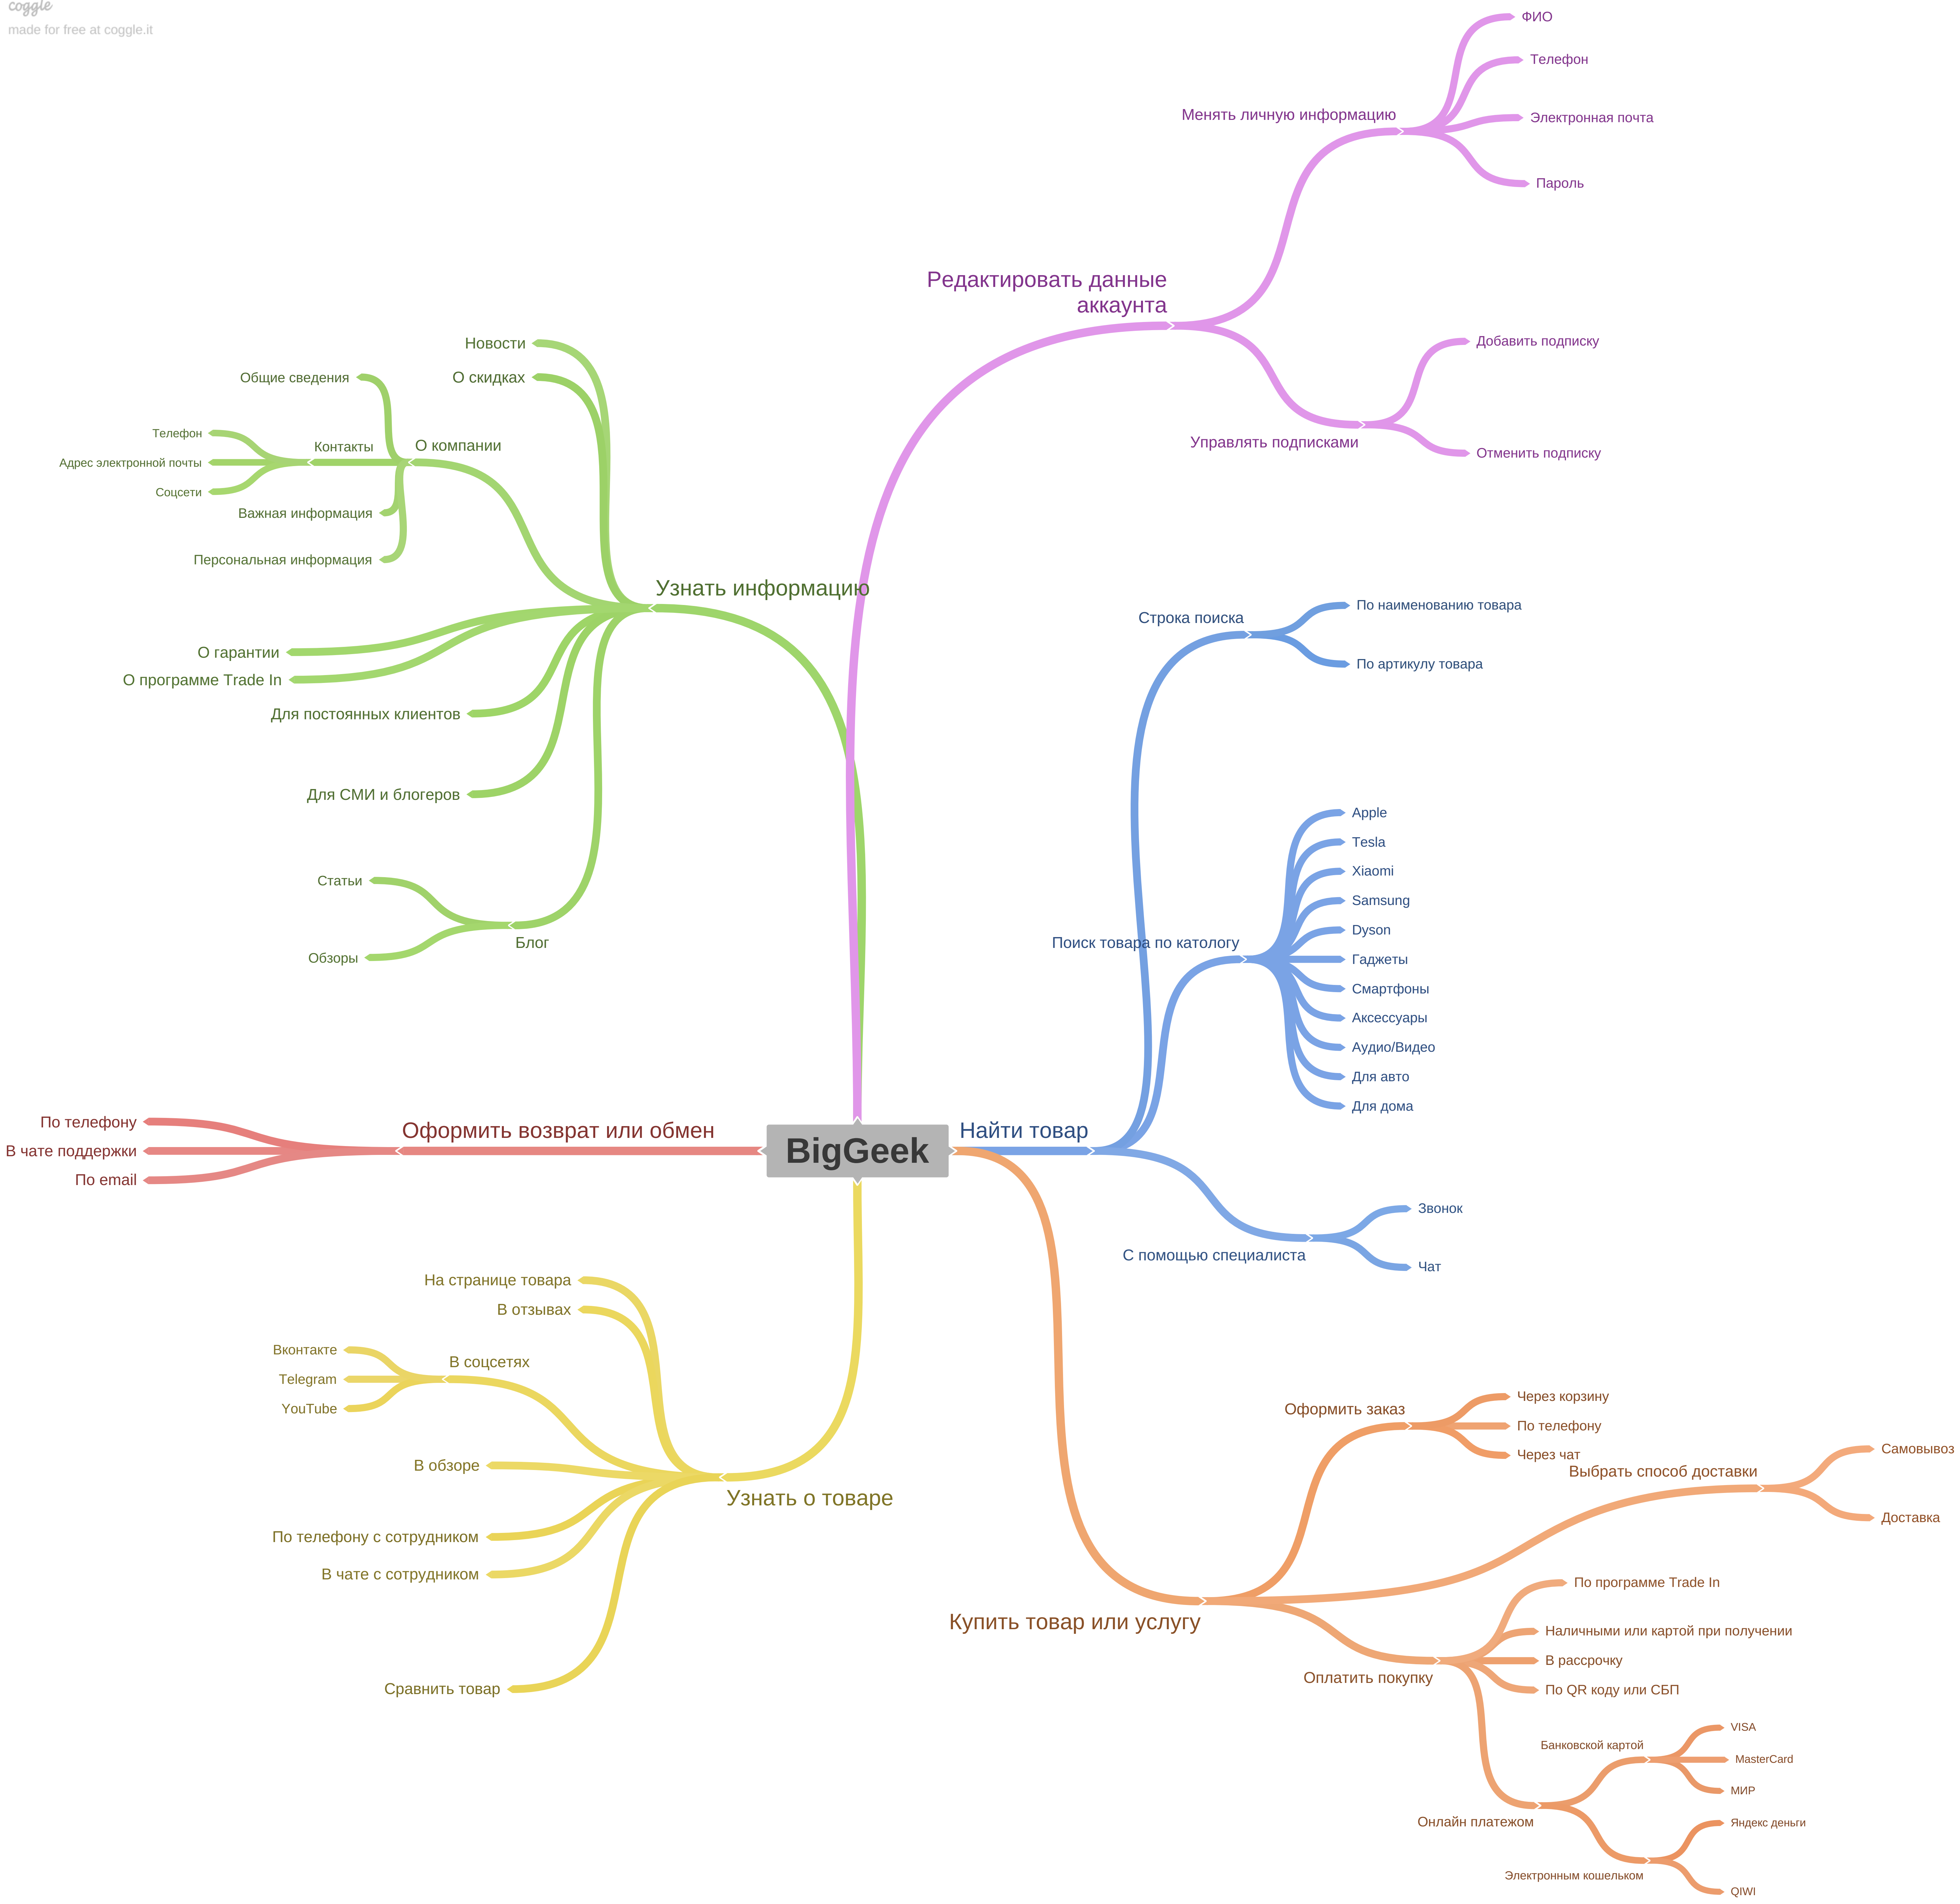 coggle
made for free at coggle.it
ФИО
Телефон
Менять личную информацию
Электронная почта
Пароль
Редактировать данные
аккаунта
Добавить подписку
Управлять подписками
Отменить подписку
Новости
О скидках
Общие сведения
Телефон
Контакты
О компании
Адрес электронной почты
Соцсети
Важная информация
Персональная информация
Узнать информацию
О гарантии
О программе Trade In
Для постоянных клиентов
Для СМИ и блогеров
Статьи
Блог
Обзоры
Строка поиска
По наименованию товара
По артикулу товара
Apple
Tesla
Xiaomi
Samsung
Dyson
Поиск товара по катологу
Гаджеты
Смартфоны
Аксессуары
Аудио/Видео
Для авто
Для дома
По телефону
Оформить возврат или обмен
В чате поддержки
По email
BigGeek
Найти товар
Звонок
С помощью специалиста
Чат
На странице товара
В отзывах
Вконтакте
В соцсетях
Telegram
YouTube
В обзоре
Узнать о товаре
По телефону с сотрудником
В чате с сотрудником
Сравнить товар
Оформить заказ
Через корзину
По телефону
Через чат
Выбрать способ доставки
Самовывоз
Доставка
Купить товар или услугу
По программе Trade In
Наличными или картой при получении
В рассрочку
Оплатить покупку
По QR коду или СБП
VISA
Банковской картой
MasterCard
МИР
Онлайн платежом
Яндекс деньги
Электронным кошельком
QIWI